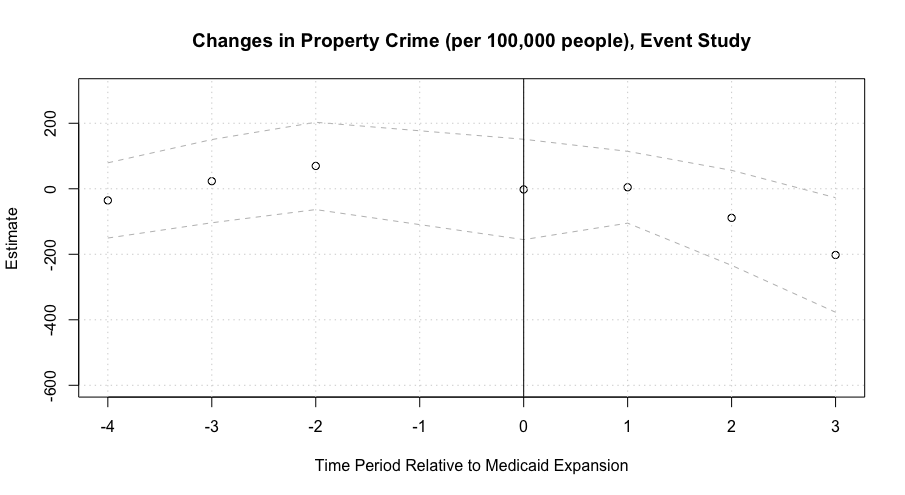 Changes in Property Crime (per 100,000 people), Event Study
Estimate
200
0
-200
-400
-600
-4 -3 -2 -1 0 1 2 3
Time Period Relative to Medicaid Expansion